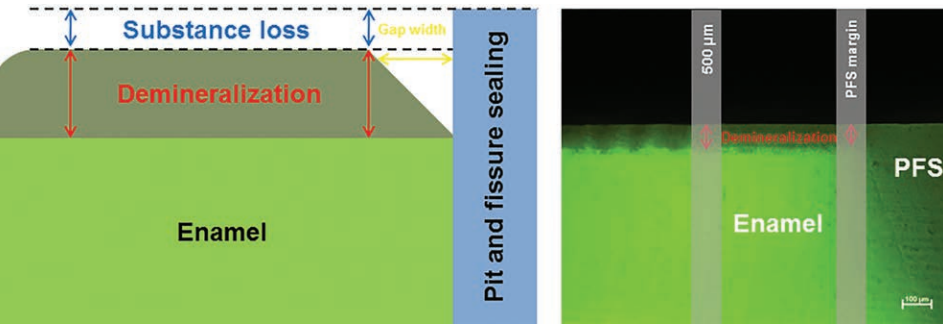 Substance loss
Gap width
Demineralization
Enamel
Pit and fissure sealing
500 µm
PFS margin
Demineralization
PFS
Enamel
100 µm